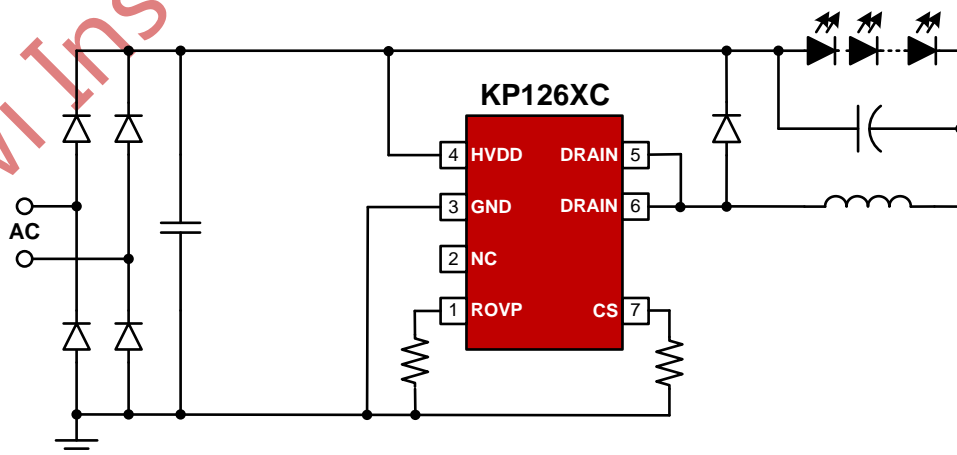 KP126XC
4 HVDD DRAIN 5
3 GND DRAIN 6
AC
2 NC
1 ROVP CS 7